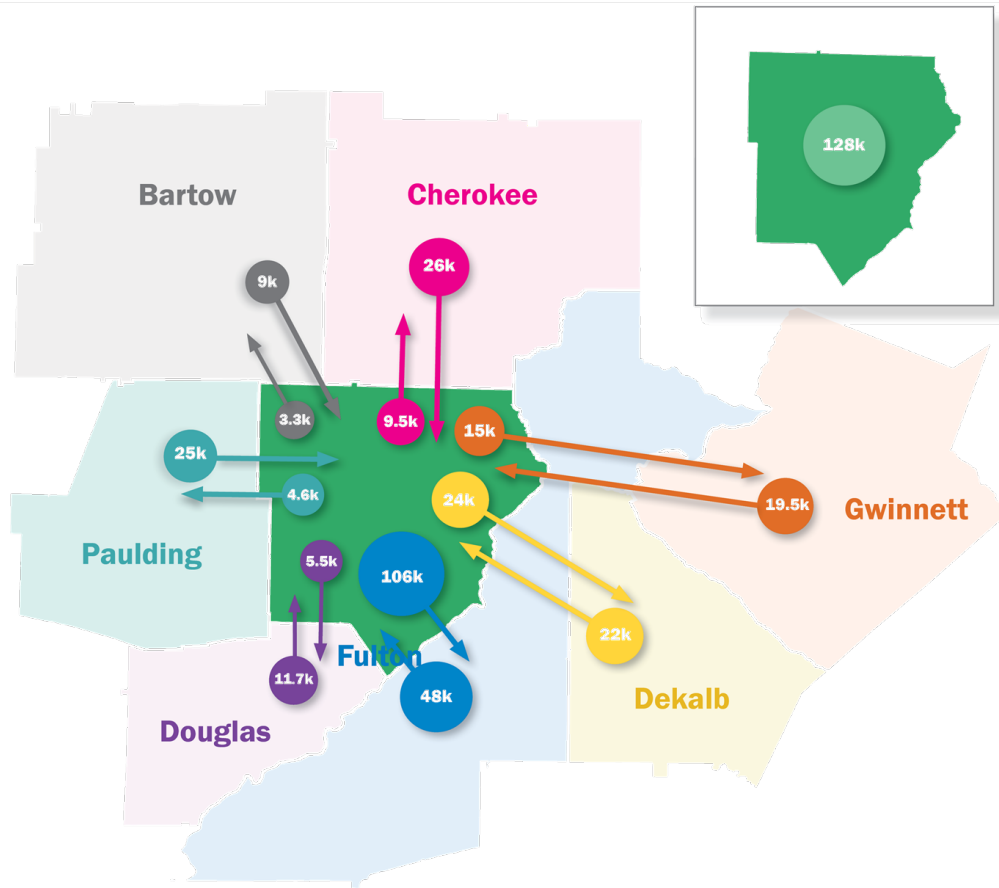 128k
Bartow
Cherokee
26k
9k
3.3k
9.5k
15k
25k
4.6k
24k
19.5k
Gwinnett
Paulding
5.5k
106k
22k
Fulton
11.7k
48k
Dekalb
Douglas